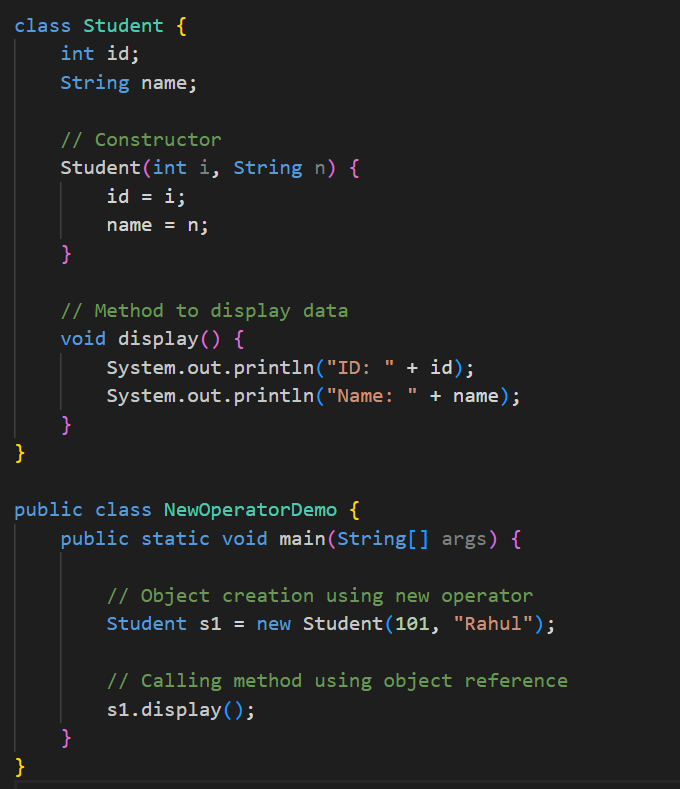 class Student {
    int id;
    String name;

    // Constructor
    Student(int i, String n) {
        id = i;
        name = n;
    }

    // Method to display data
    void display() {
        System.out.println("ID: " + id);
        System.out.println("Name: " + name);
    }
}

public class NewOperatorDemo {
    public static void main(String[] args) {

        // Object creation using new operator
        Student s1 = new Student(101, "Rahul");

        // Calling method using object reference
        s1.display();
    }
}